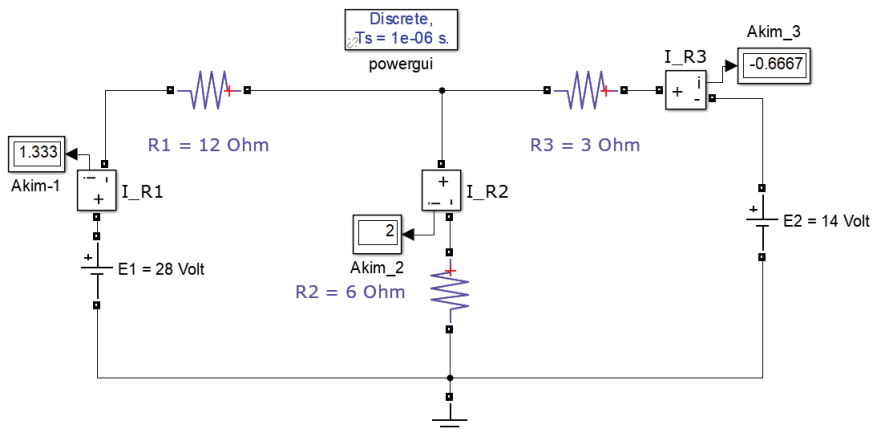 Discrete,
Ts = 1e-06 s.
powergui
Akim_3
I_R3
-0.6667
i
+
-
R1 = 12 Ohm
R3 = 3 Ohm
1.333
Akim-1
i
-
+
I_R1
+
i
-
I_R2
2
Akim_2
+
E1 = 28 Volt
R2 = 6 Ohm
+
E2 = 14 Volt